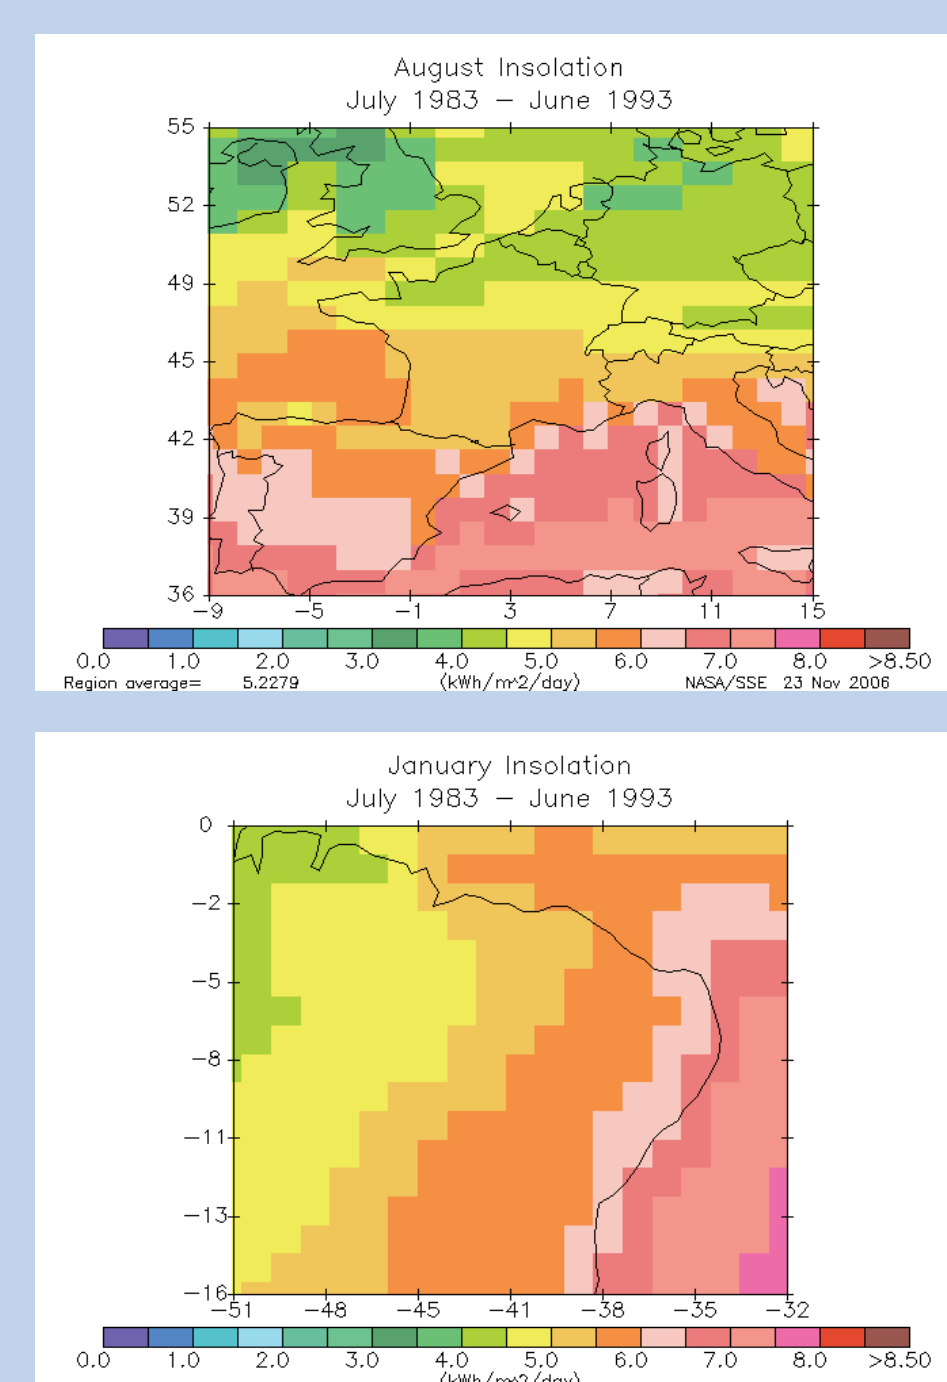 August Insolation
July 1983 – June 1993
55
52
49
45
42
39
36
−9 −5 −1 3 7 11 15
0.0 1.0 2.0 3.0 4.0 5.0 6.0 7.0 8.0 >8.50
Region average= 5.2279 (kWh/m^2/day) NASA/SSE 23 Nov 2006
January Insolation
July 1983 – June 1993
0
−2
−5
−8
−11
−13
−16
−51 −48 −45 −41 −38 −35 −32
0.0 1.0 2.0 3.0 4.0 5.0 6.0 7.0 8.0 >8.50
(kWh/m^2/day)